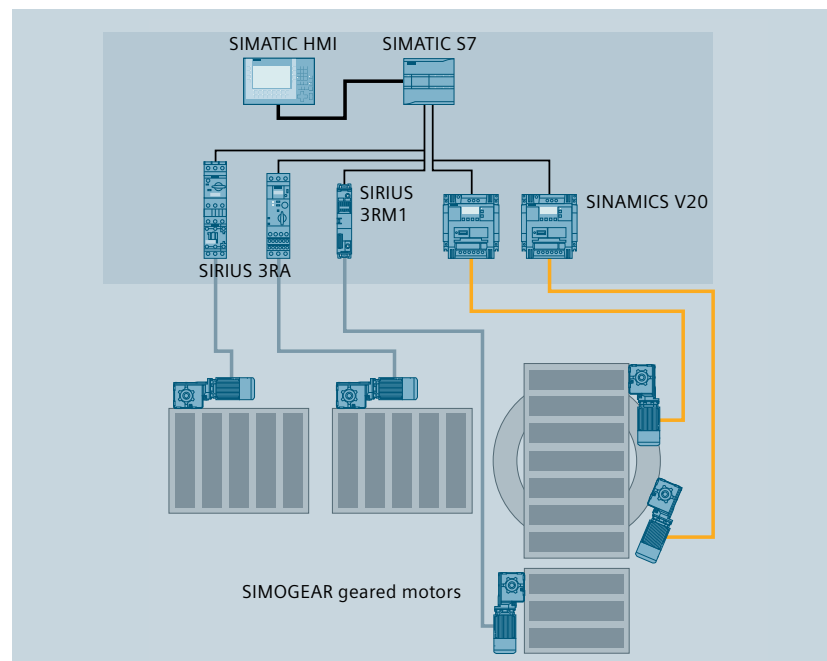 SIMATIC HMI
SIMATIC S7
SIRIUS
3RM1
SINAMICS V20
SIRIUS 3RA
SIMOGEAR geared motors